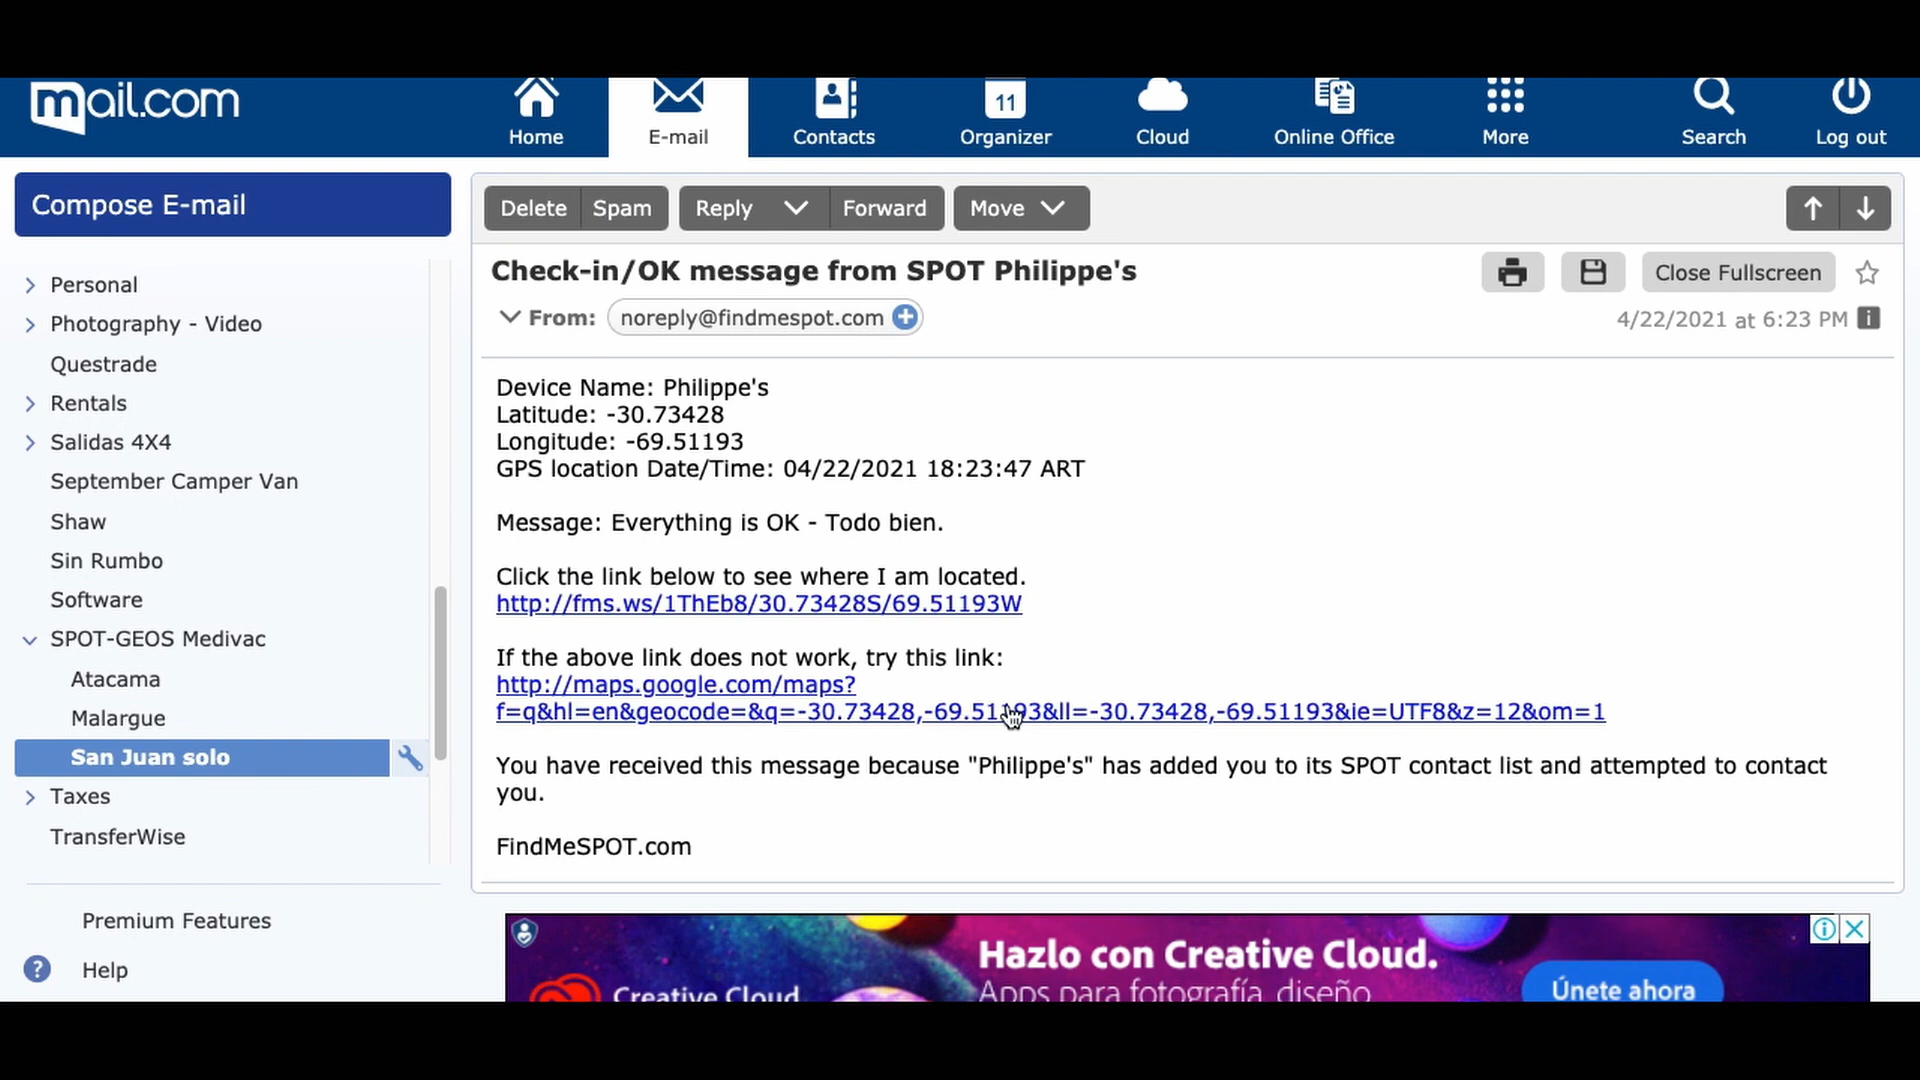 mail.com
Home
E-mail
Contacts
11
Organizer
Cloud
Online Office
More
Search
Log out
Compose E-mail
Personal
Photography - Video
Questrade
Rentals
Salidas 4X4
September Camper Van
Shaw
Sin Rumbo
Software
SPOT-GEOS Medivac
Atacama
Malargue
San Juan solo
Taxes
TransferWise
Premium Features
? Help
Delete Spam Reply Forward Move
Check-in/OK message from SPOT Philippe's
Close Fullscreen
From: noreply@findmespot.com
4/22/2021 at 6:23 PM
Device Name: Philippe's
Latitude: -30.73428
Longitude: -69.51193
GPS location Date/Time: 04/22/2021 18:23:47 ART
Message: Everything is OK - Todo bien.
Click the link below to see where I am located.
http://fms.ws/1ThEb8/30.73428S/69.51193W
If the above link does not work, try this link:
http://maps.google.com/maps?
f=q&hl=en&geocode=&q=-30.73428,-69.51193&ll=-30.73428,-69.51193&ie=UTF8&z=12&om=1
You have received this message because "Philippe's" has added you to its SPOT contact list and attempted to contact
you.
FindMeSPOT.com
Hazlo con Creative Cloud.
Creative Cloud
Apps para fotografía, diseño
Únete ahora